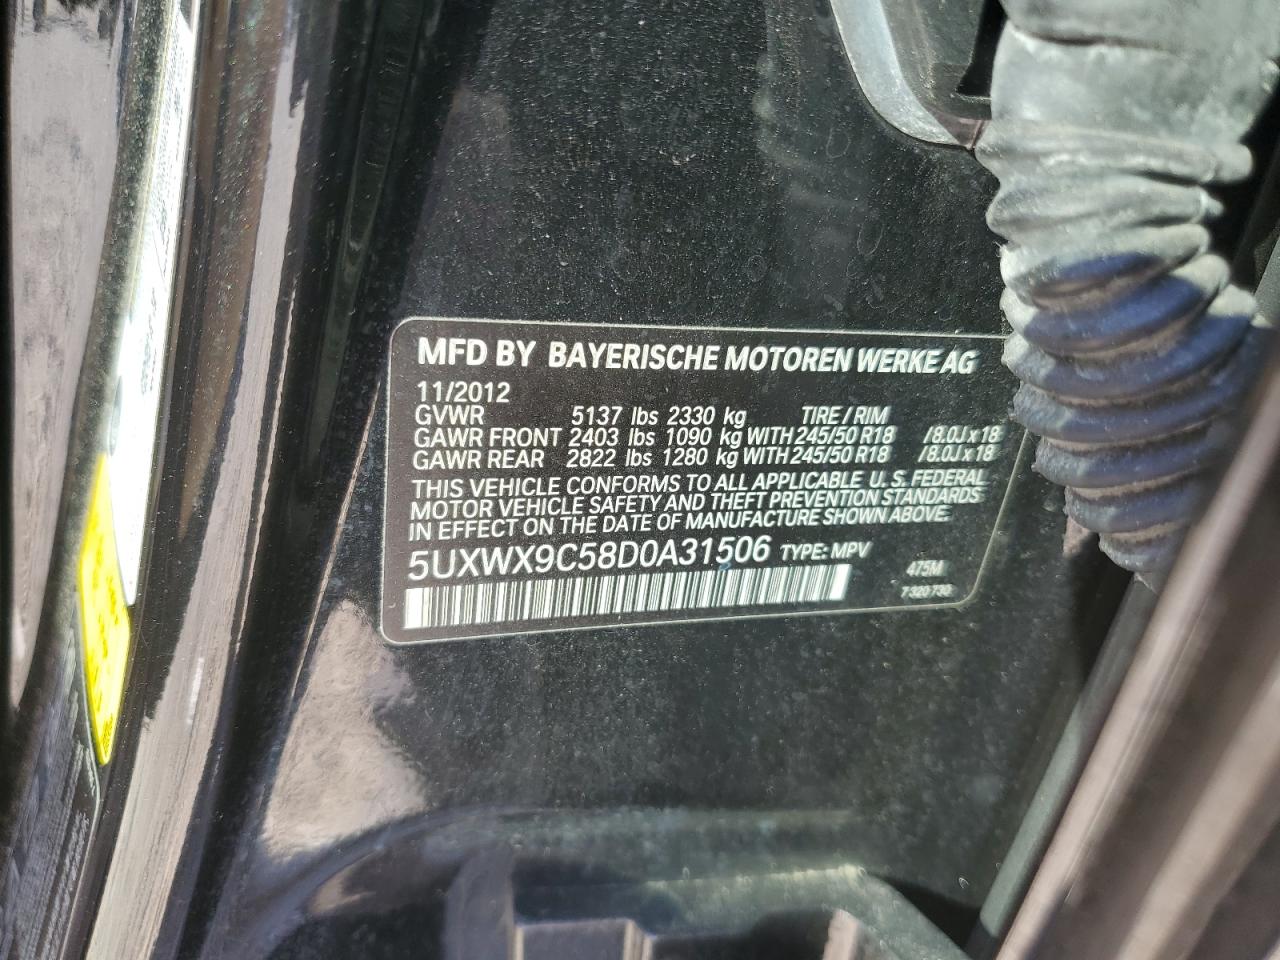 MFD BY BAYERISCHE MOTOREN WERKE AG
11/2012
GVWR 5137 lbs 2330 kg TIRE / RIM
GAWR FRONT 2403 lbs 1090 kg WITH 245/50 R18 /8.0J x 18
GAWR REAR 2822 lbs 1280 kg WITH 245/50 R18 /8.0J x 18
THIS VEHICLE CONFORMS TO ALL APPLICABLE U.S. FEDERAL
MOTOR VEHICLE SAFETY AND THEFT PREVENTION STANDARDS
IN EFFECT ON THE DATE OF MANUFACTURE SHOWN ABOVE:
5UXWX9C58D0A31506 TYPE: MPV 475M
7 320 730